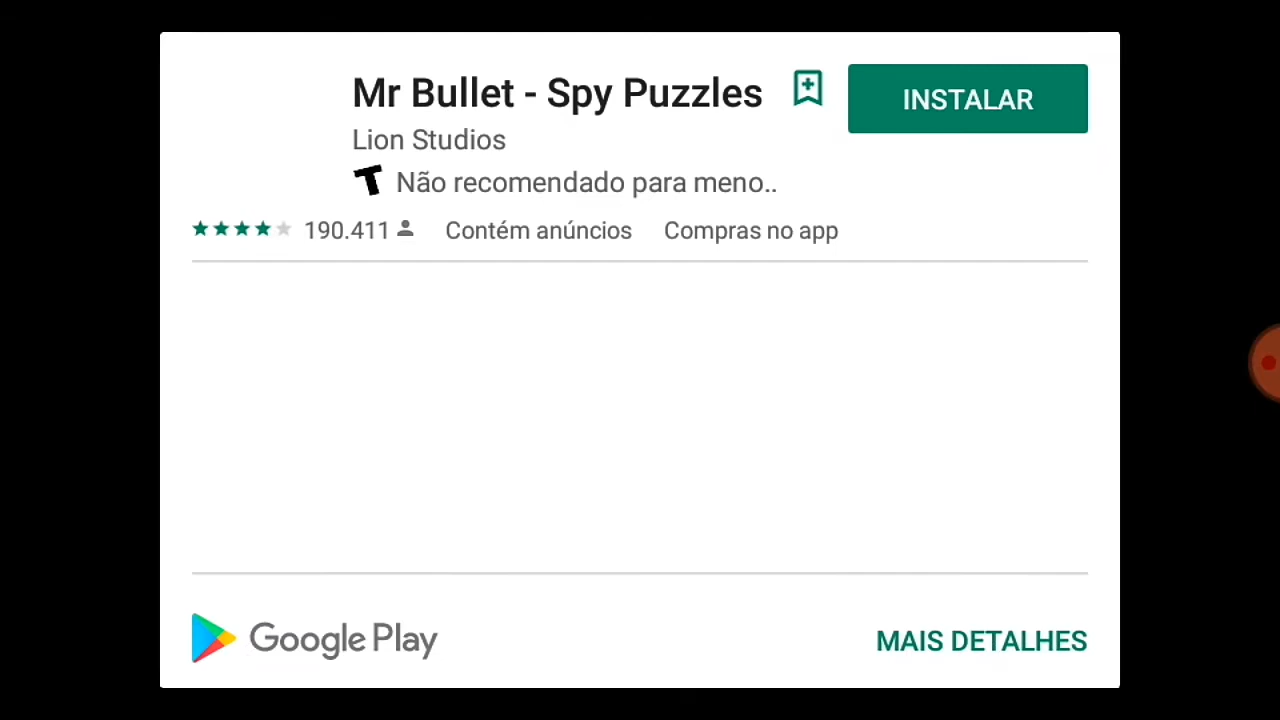 Mr Bullet - Spy Puzzles
INSTALAR
Lion Studios
Não recomendado para meno..
190.411
Contém anúncios
Compras no app
Google Play
MAIS DETALHES